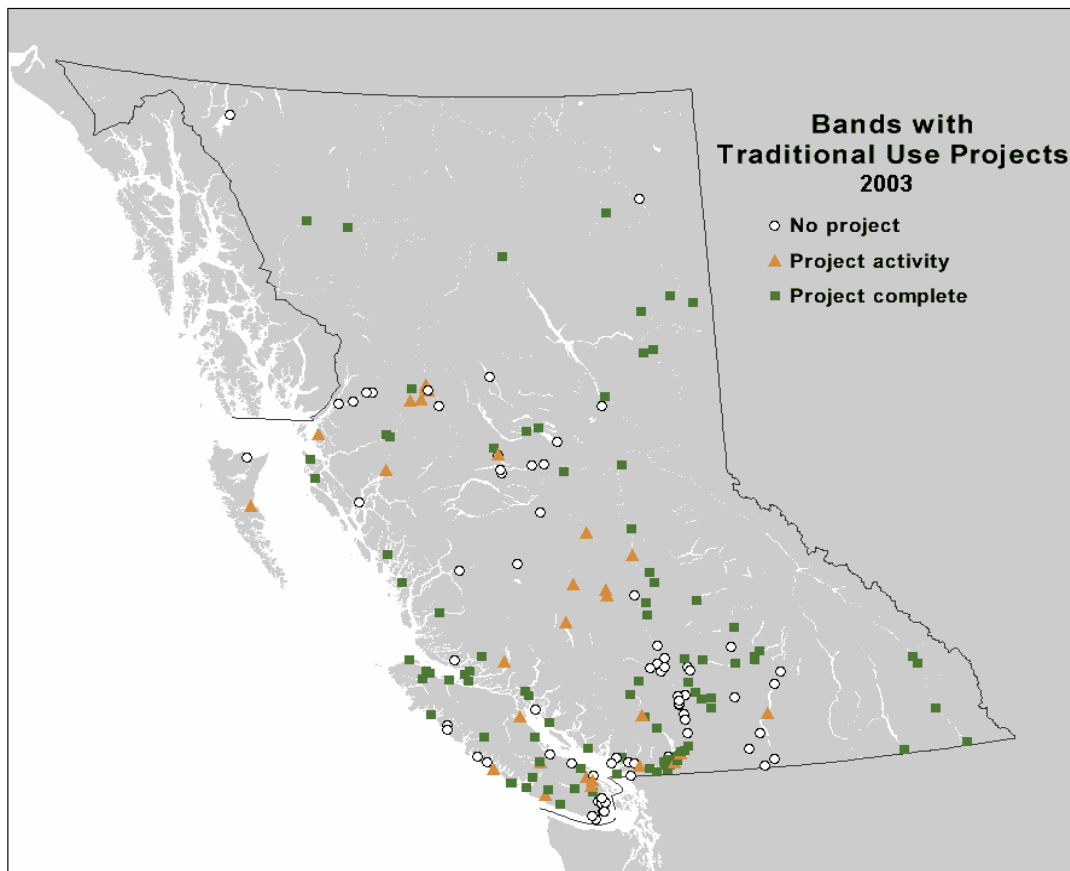 Bands with
Traditional Use Projects
2003
No project
Project activity
Project complete